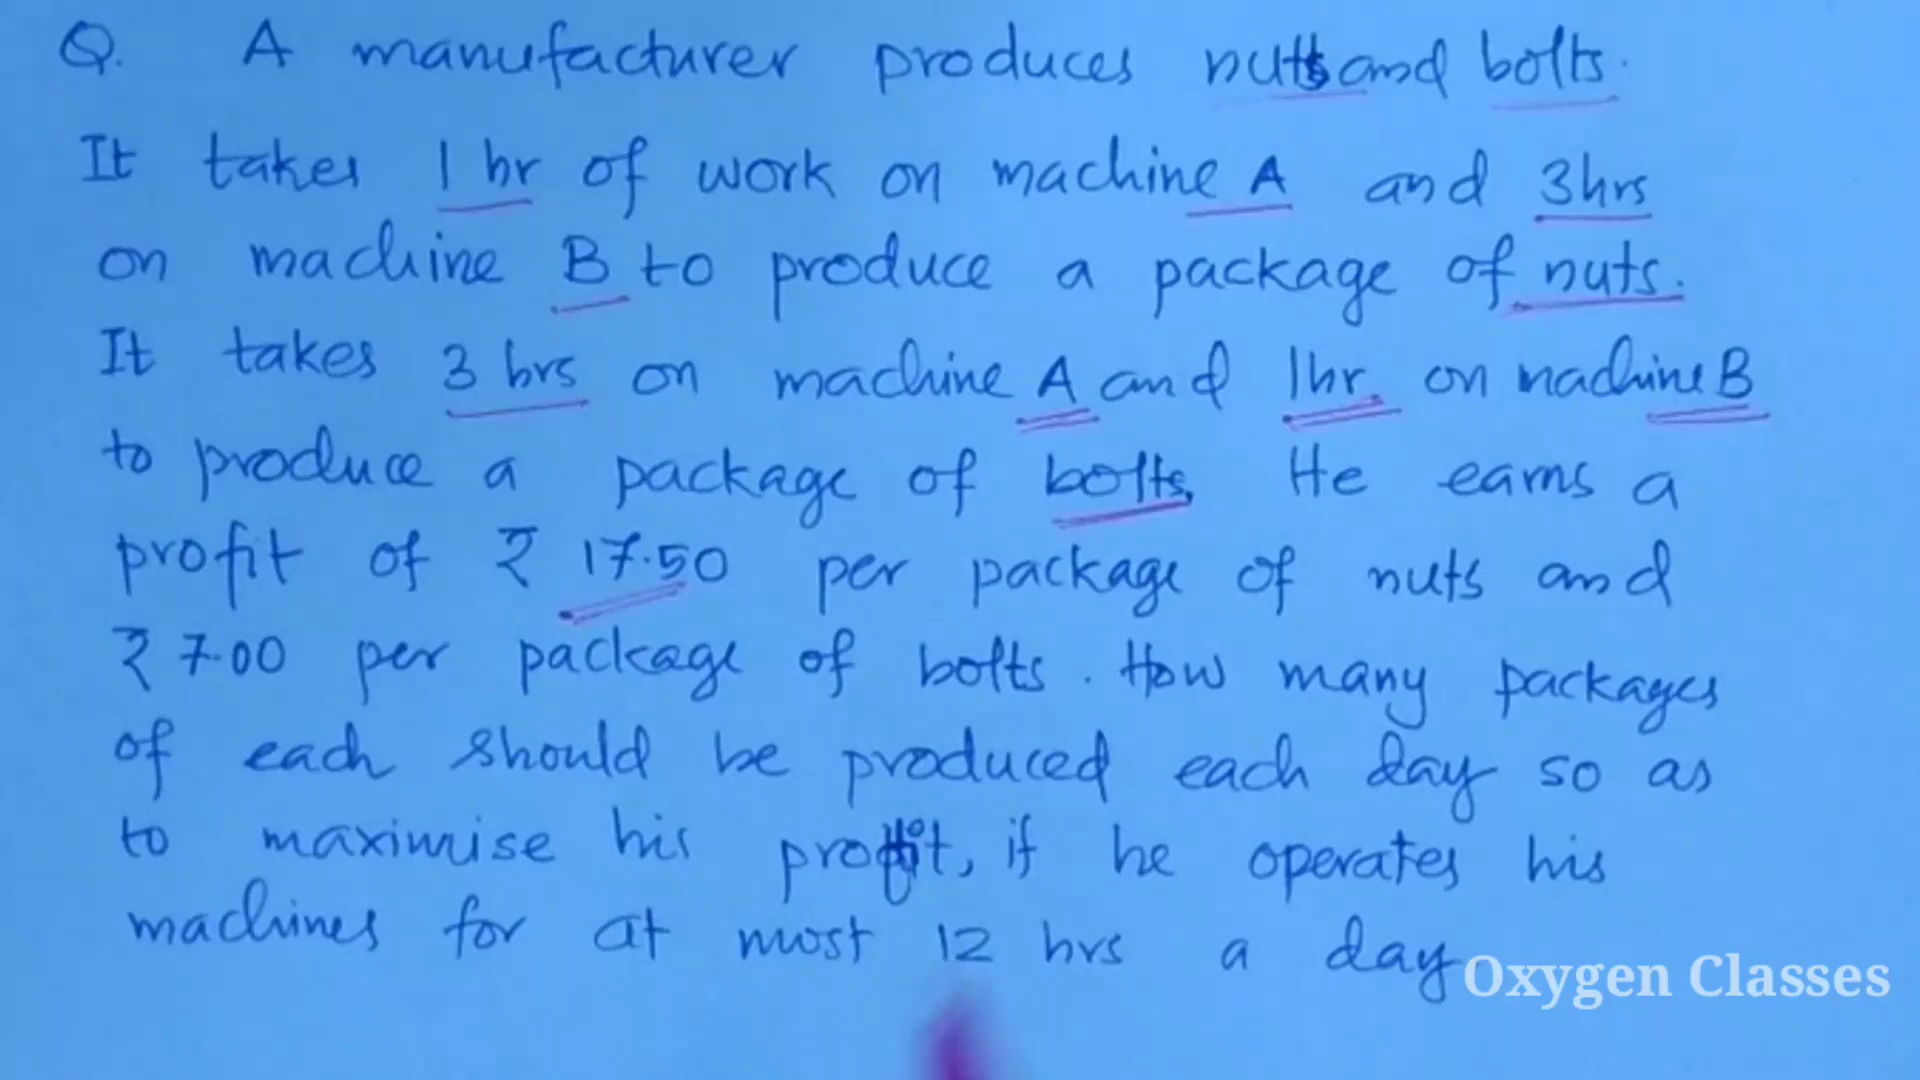 Q. A manufacturer produces nuts and bolts.
It takes 1 hr of work on machine A and 3 hrs
on machine B to produce a package of nuts.
It takes 3 hrs on machine A and 1 hr. on machine B
to produce a package of bolts. He earns a
profit of ₹ 17.50 per package of nuts and
₹ 7.00 per package of bolts. How many packages
of each should be produced each day so as
to maximise his profit, if he operates his
machines for at most 12 hrs a day
Oxygen Classes